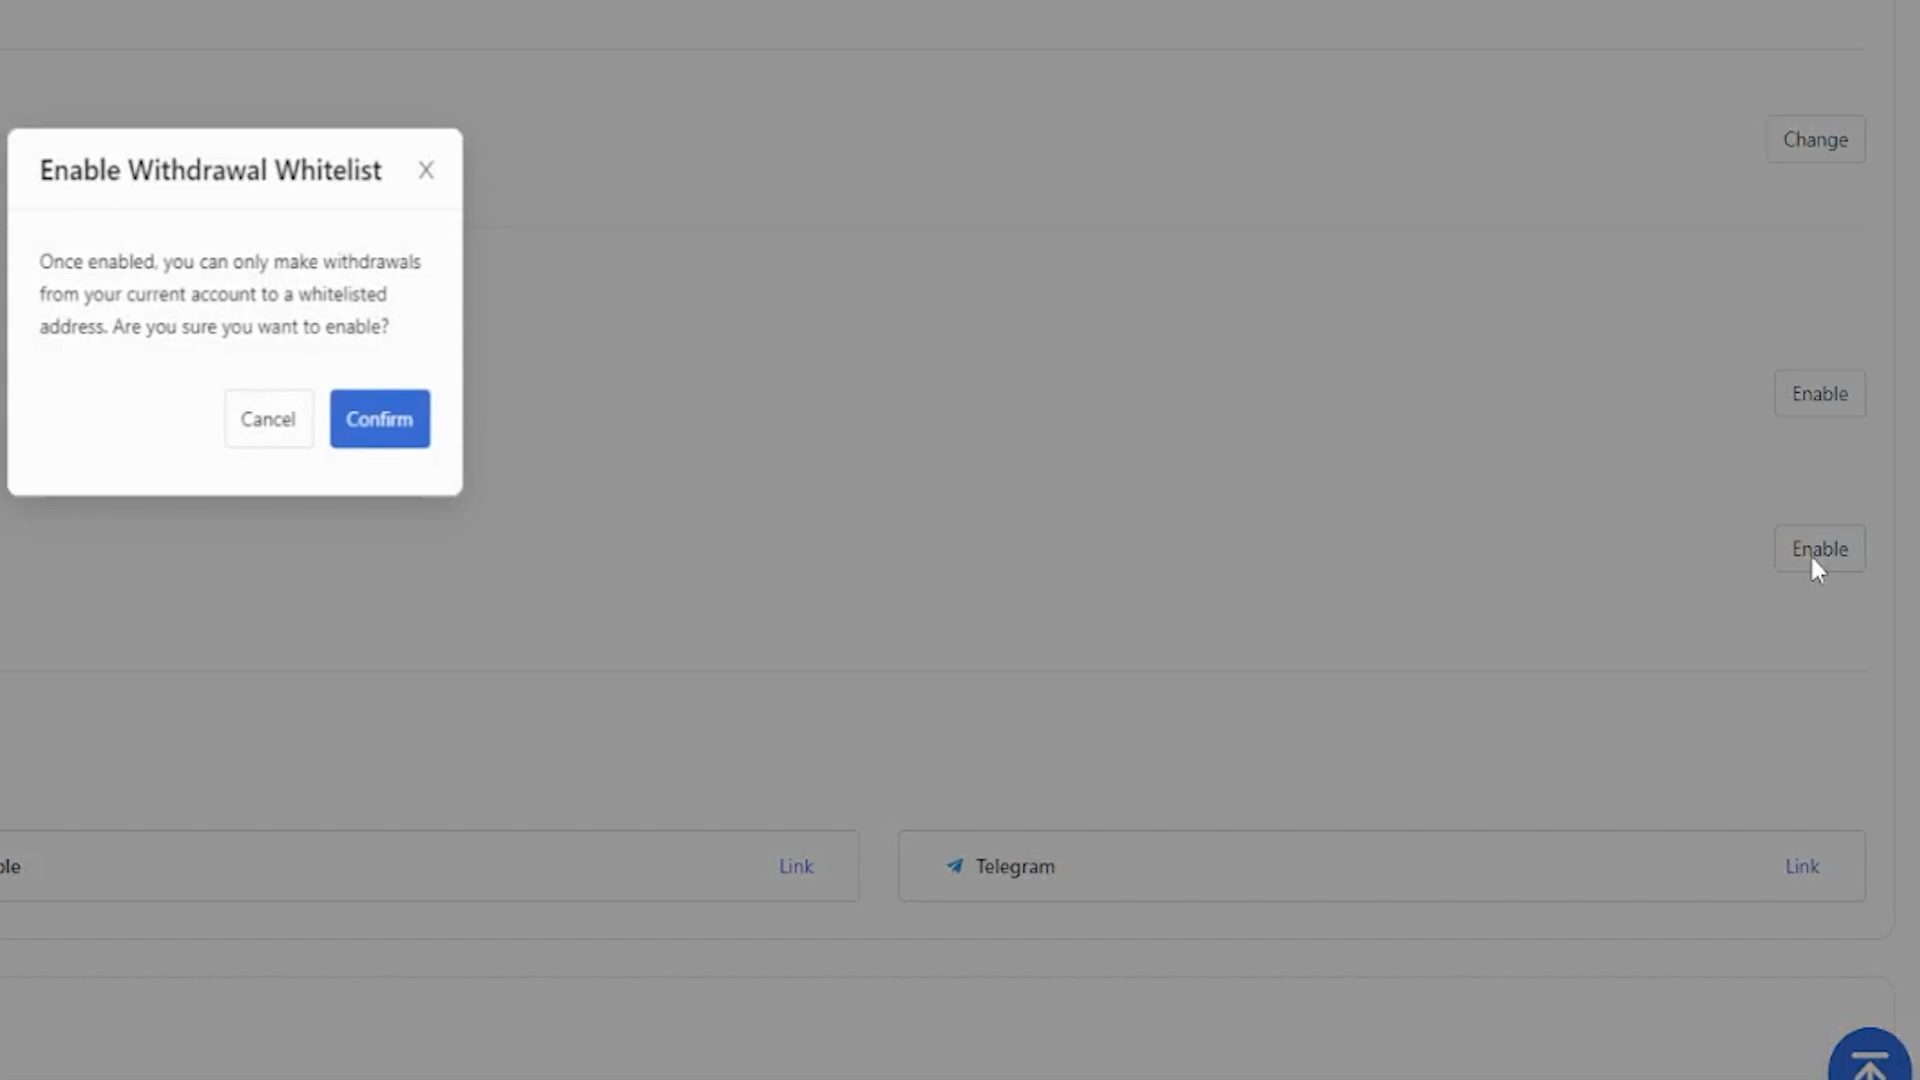 Change
Enable Withdrawal Whitelist
Once enabled, you can only make withdrawals
from your current account to a whitelisted
address. Are you sure you want to enable?
Cancel Confirm
Enable
Enable
ple Link
Telegram Link